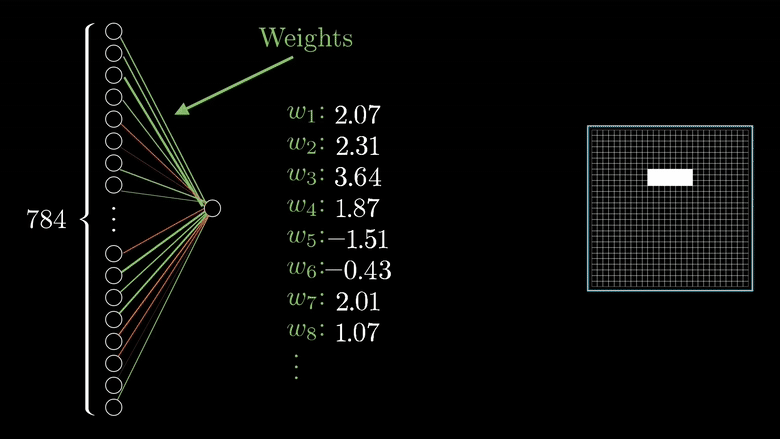 Weights
784
w₁: 2.07
w₂: 2.31
w₃: 3.64
w₄: 1.87
w₅: −1.51
w₆: −0.43
w₇: 2.01
w₈: 1.07
⋮